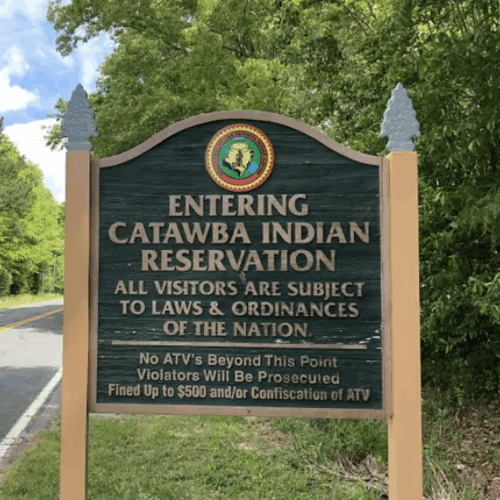 ENTERING
CATAWBA INDIAN
RESERVATION
ALL VISITORS ARE SUBJECT
TO LAWS & ORDINANCES
OF THE NATION.
No ATV's Beyond This Point
Violators Will Be Prosecuted
Fined Up to $500 and/or Confiscation of ATV